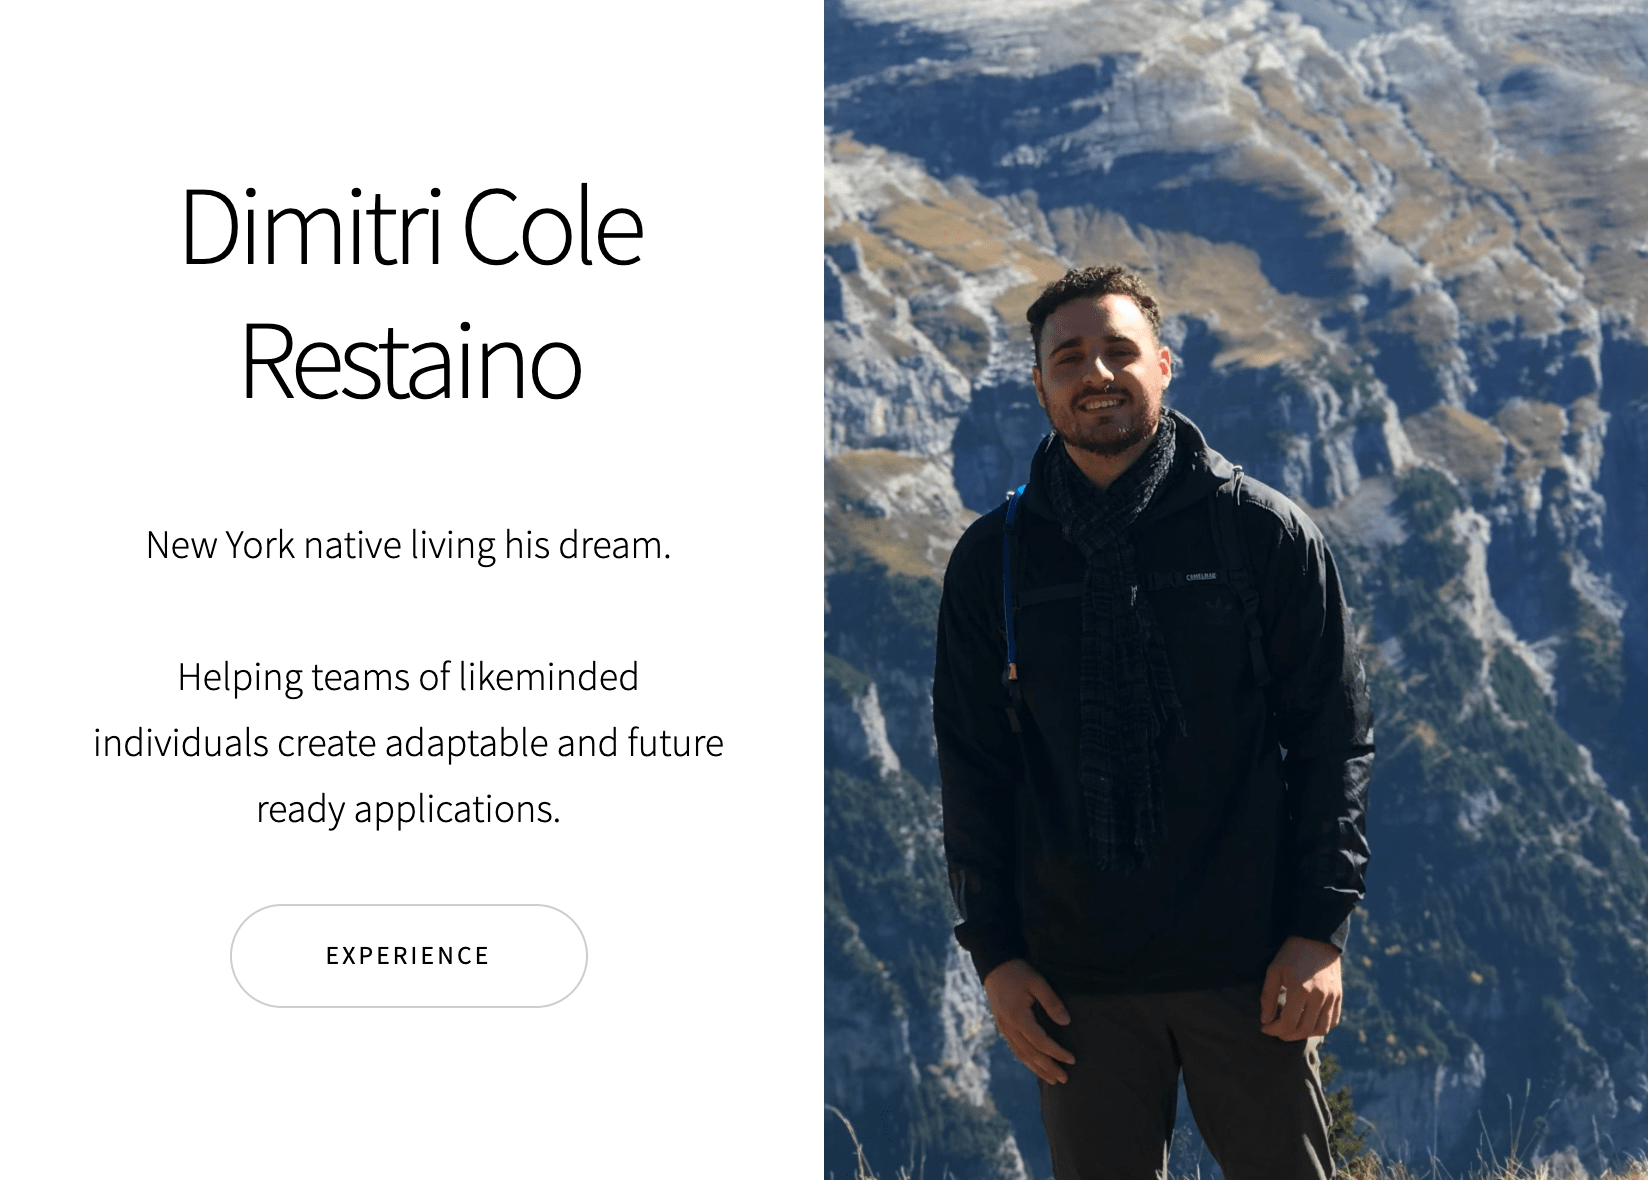 Dimitri Cole
Restaino
New York native living his dream.
Helping teams of likeminded
individuals create adaptable and future
ready applications.
EXPERIENCE
CAMELBAK